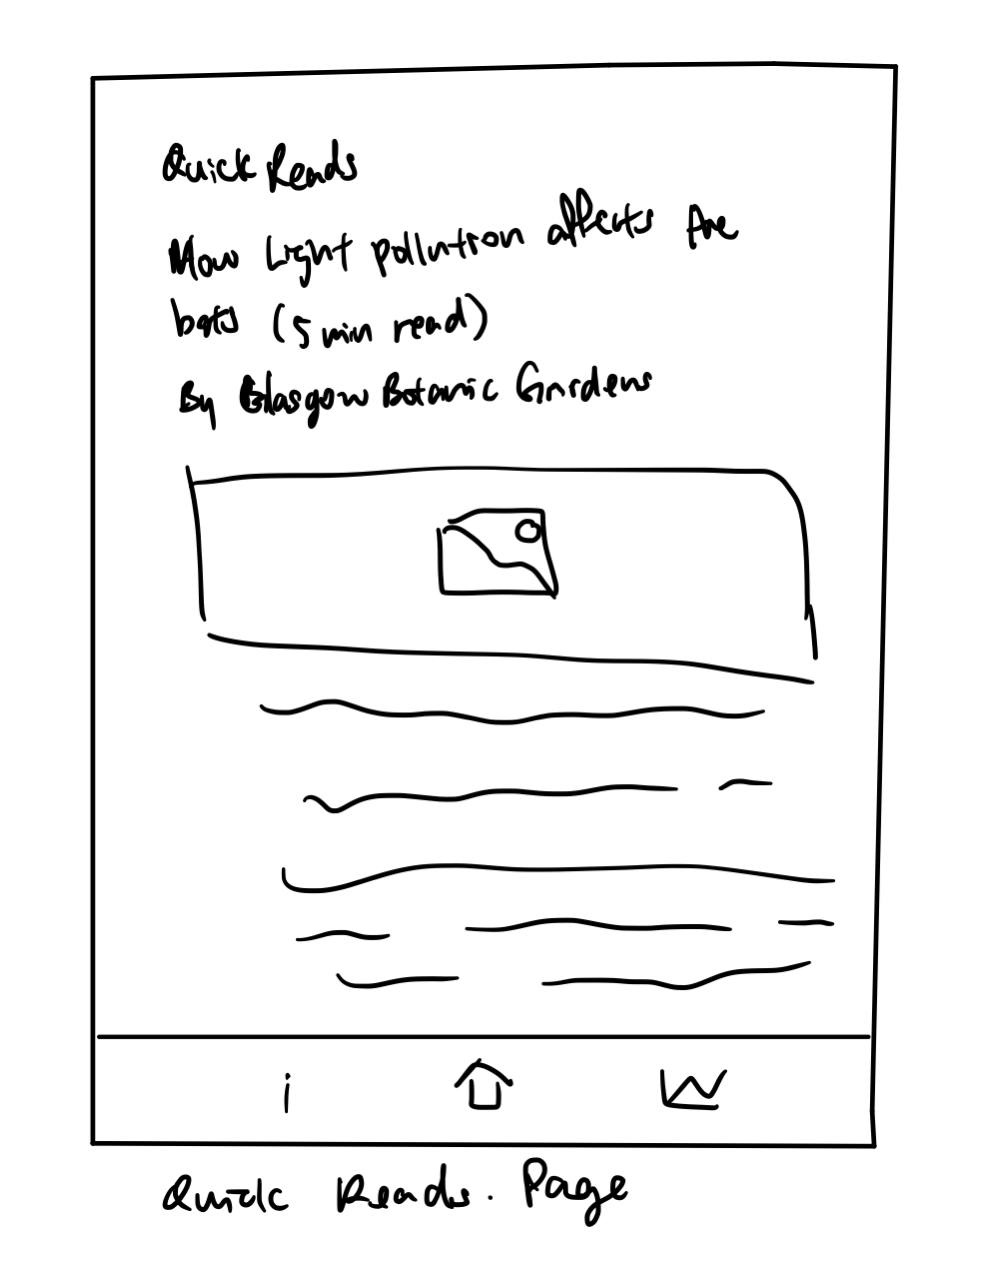 Quick Reads
How Light pollution affects the
bats (5 min read)
By Glasgow Botanic Gardens
i
Quick Reads. Page